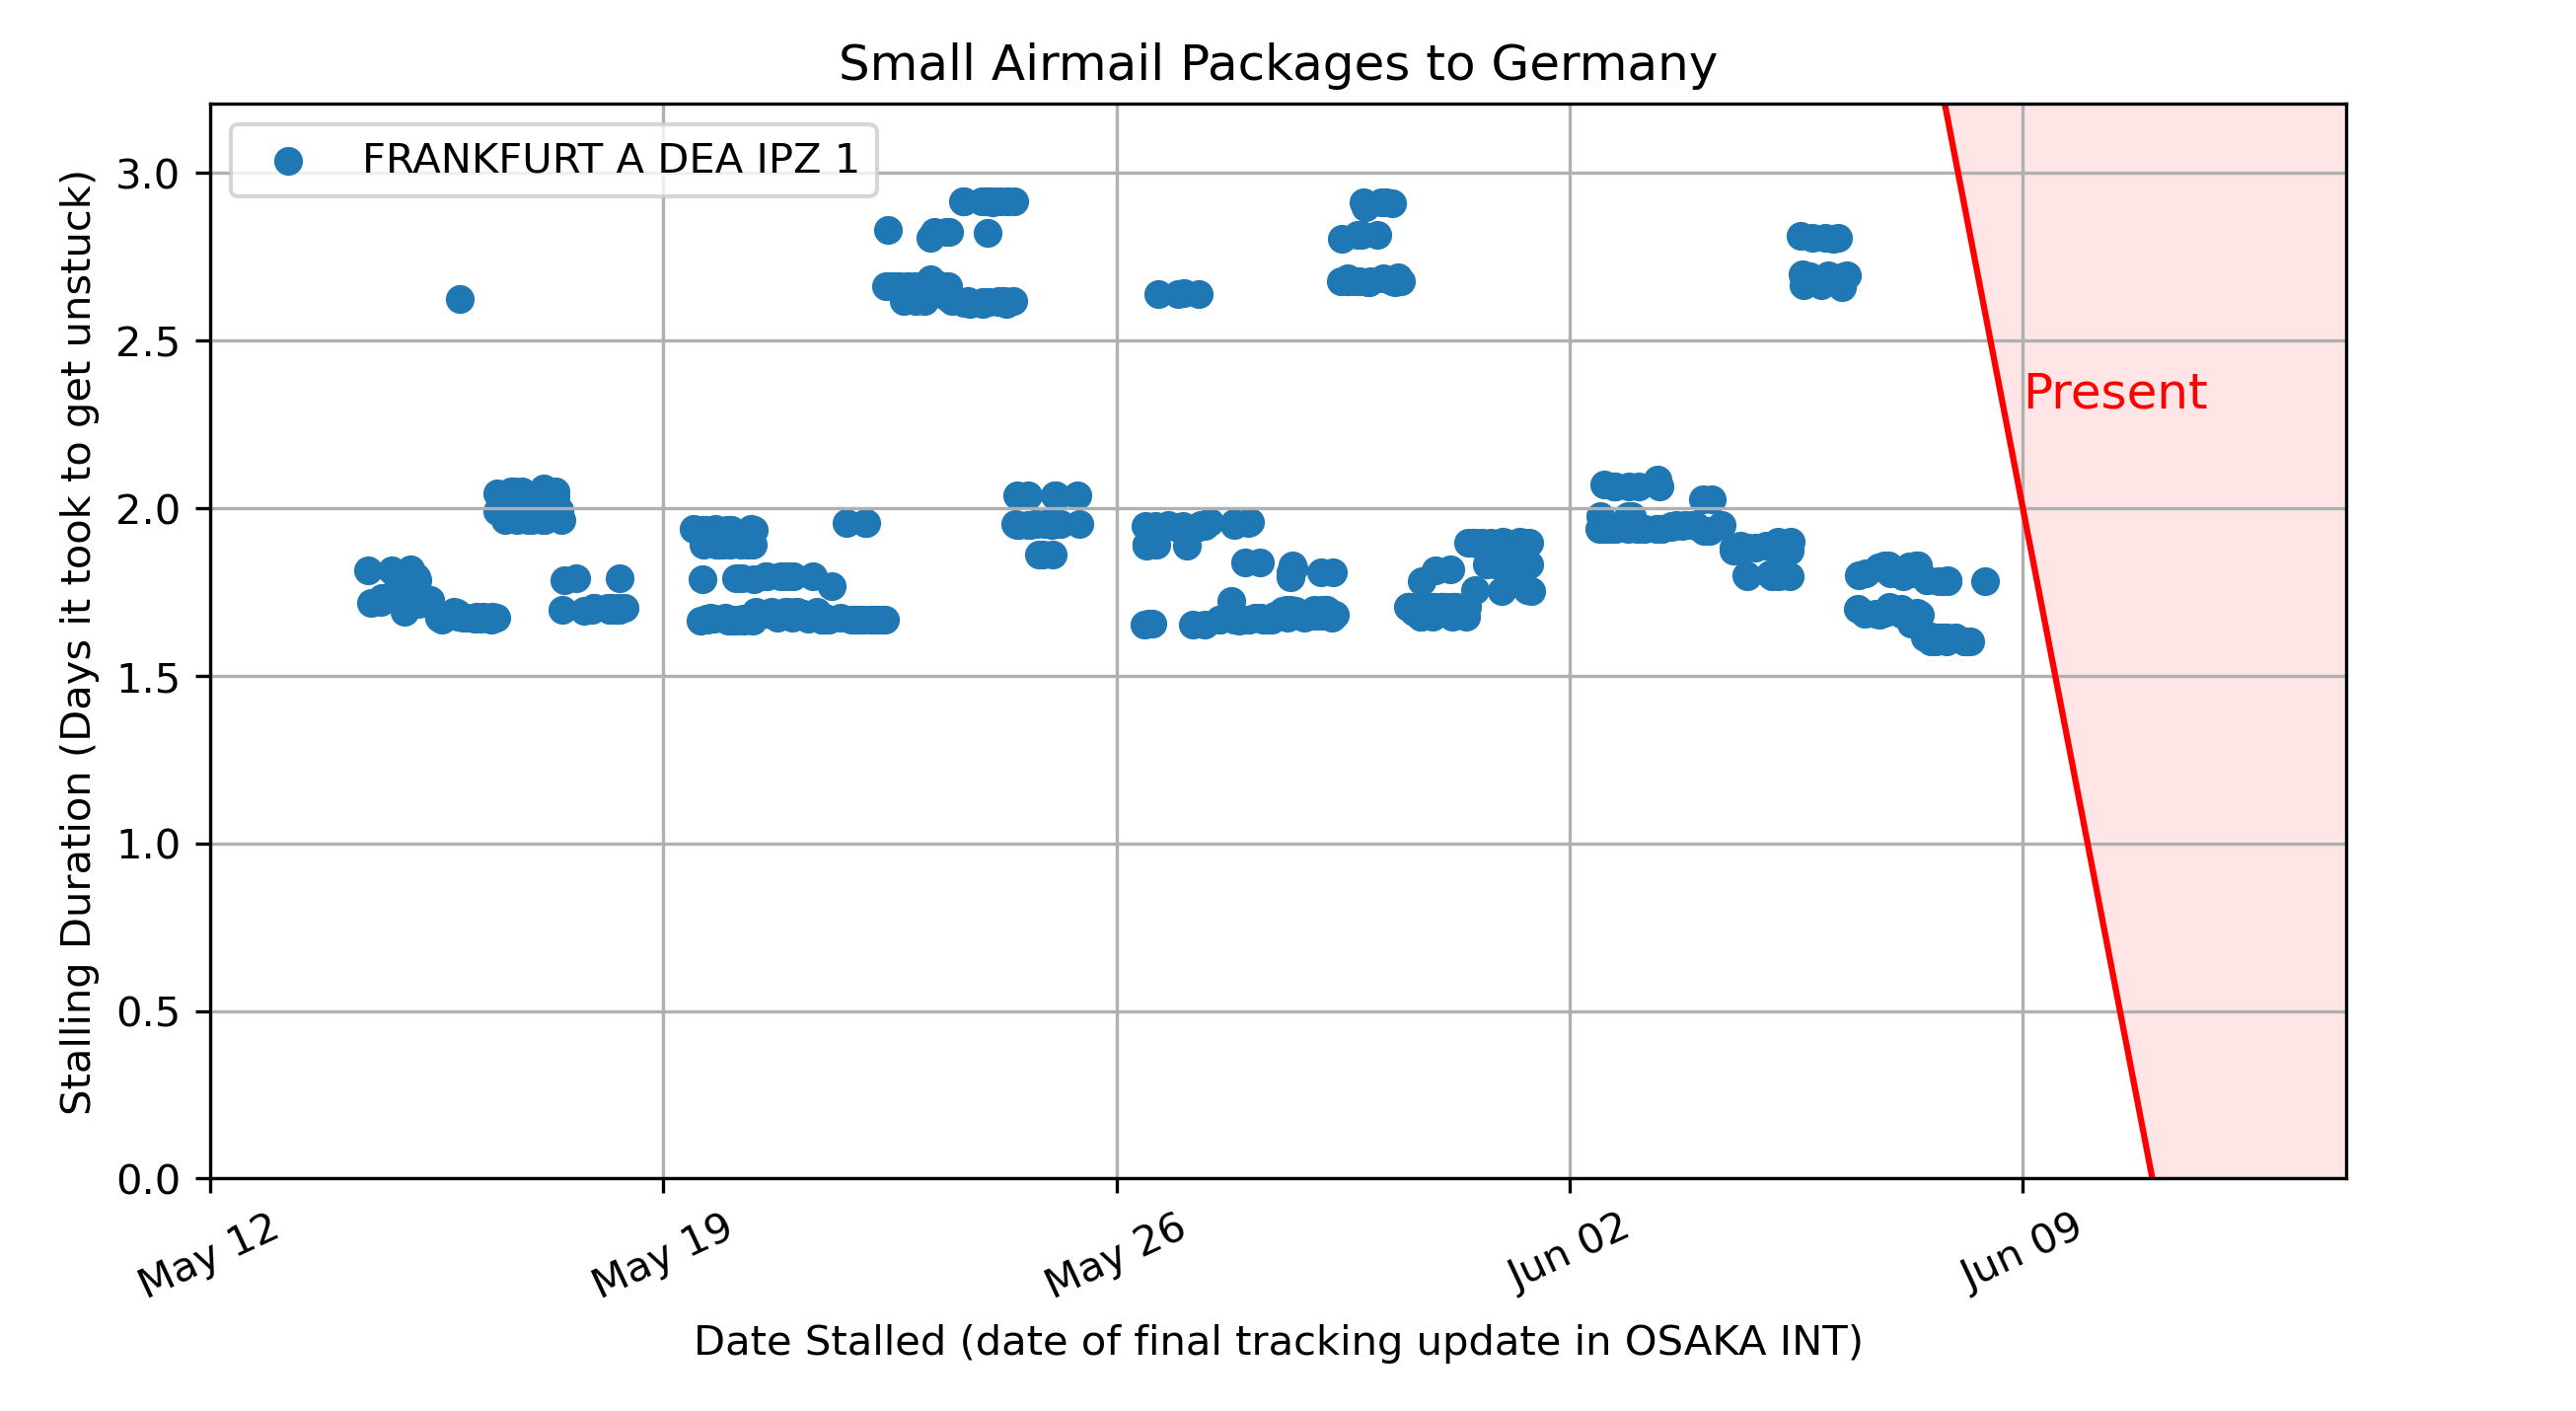 Small Airmail Packages to Germany
FRANKFURT A DEA IPZ 1
Stalling Duration (Days it took to get unstuck)
3.0
2.5
2.0
1.5
1.0
0.5
0.0
Present
May 12
May 19
May 26
Jun 02
Jun 09
Date Stalled (date of final tracking update in OSAKA INT)